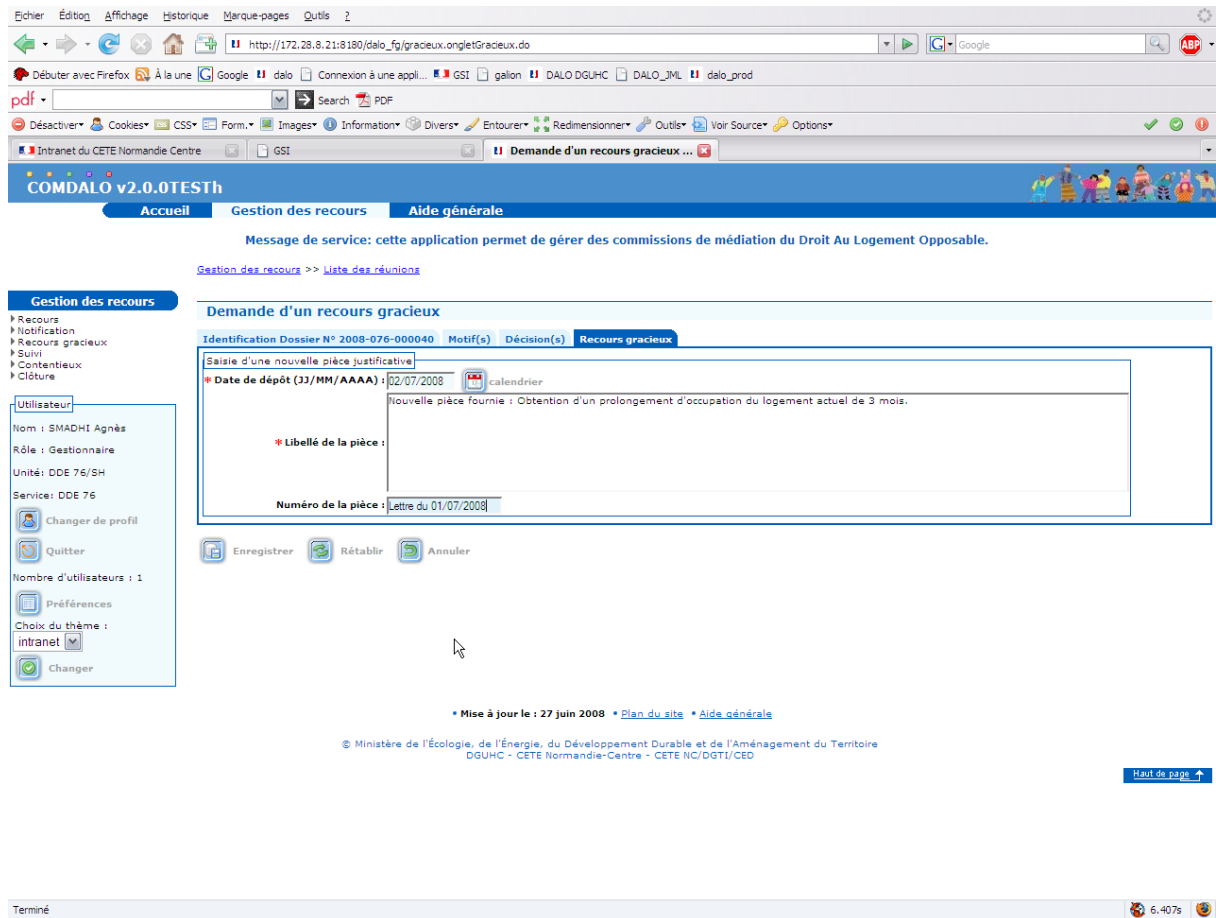 Fichier Édition Affichage Historique Marque-pages Outils ?
http://172.28.8.21:8180/dalo_fg/gracieux.ongletGracieux.do
G Google
ABP
Débuter avec Firefox À la une Google dalo Connexion à une appli... GSI galion DALO DGUHC DALO_JML dalo_prod
pdf Search PDF
Désactiver Cookies CSS Form. Images Information Divers Entourer Redimensionner Outils Voir Source Options
Intranet du CETE Normandie Centre GSI Demande d'un recours gracieux ...
COMDALO v2.0.0TESTh
Accueil Gestion des recours Aide générale
Message de service: cette application permet de gérer des commissions de médiation du Droit Au Logement Opposable.
Gestion des recours >> Liste des réunions
Gestion des recours
Recours
Notification
Recours gracieux
Suivi
Contentieux
Clôture
Utilisateur
Nom : SMADHI Agnès
Rôle : Gestionnaire
Unité: DDE 76/SH
Service: DDE 76
Changer de profil
Quitter
Nombre d'utilisateurs : 1
Préférences
Choix du thème :
intranet
Changer
Demande d'un recours gracieux
Identification Dossier N° 2008-076-000040 Motif(s) Décision(s) Recours gracieux
Saisie d'une nouvelle pièce justificative
* Date de dépôt (JJ/MM/AAAA) : 02/07/2008 calendrier
Nouvelle pièce fournie : Obtention d'un prolongement d'occupation du logement actuel de 3 mois.
* Libellé de la pièce :
Numéro de la pièce : Lettre du 01/07/2008
Enregistrer Rétablir Annuler
• Mise à jour le : 27 juin 2008 • Plan du site • Aide générale
© Ministère de l'Écologie, de l'Énergie, du Développement Durable et de l'Aménagement du Territoire
DGUHC - CETE Normandie-Centre - CETE NC/DGTI/CED
Haut de page
Terminé 6.407s